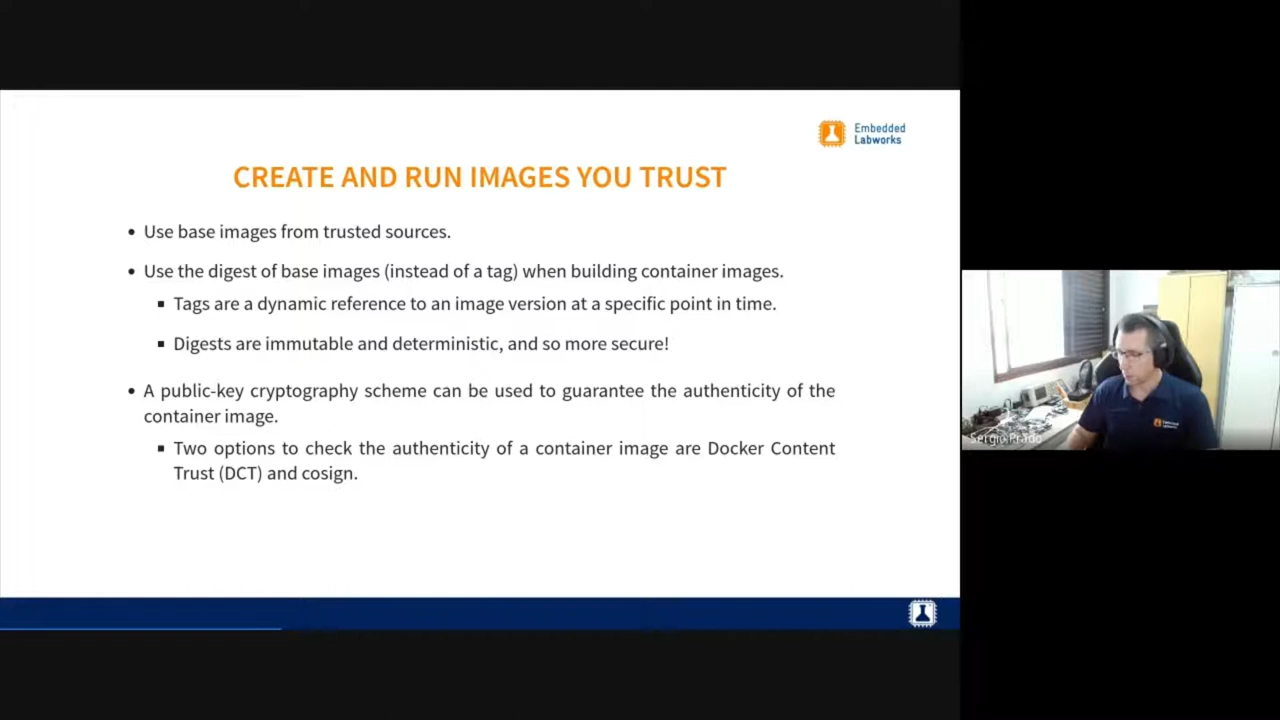 Embedded
Labworks
CREATE AND RUN IMAGES YOU TRUST
• Use base images from trusted sources.
• Use the digest of base images (instead of a tag) when building container images.
▪ Tags are a dynamic reference to an image version at a specific point in time.
▪ Digests are immutable and deterministic, and so more secure!
• A public-key cryptography scheme can be used to guarantee the authenticity of the
container image.
▪ Two options to check the authenticity of a container image are Docker Content
Trust (DCT) and cosign.
Sergio Prado
Embedded
Labworks